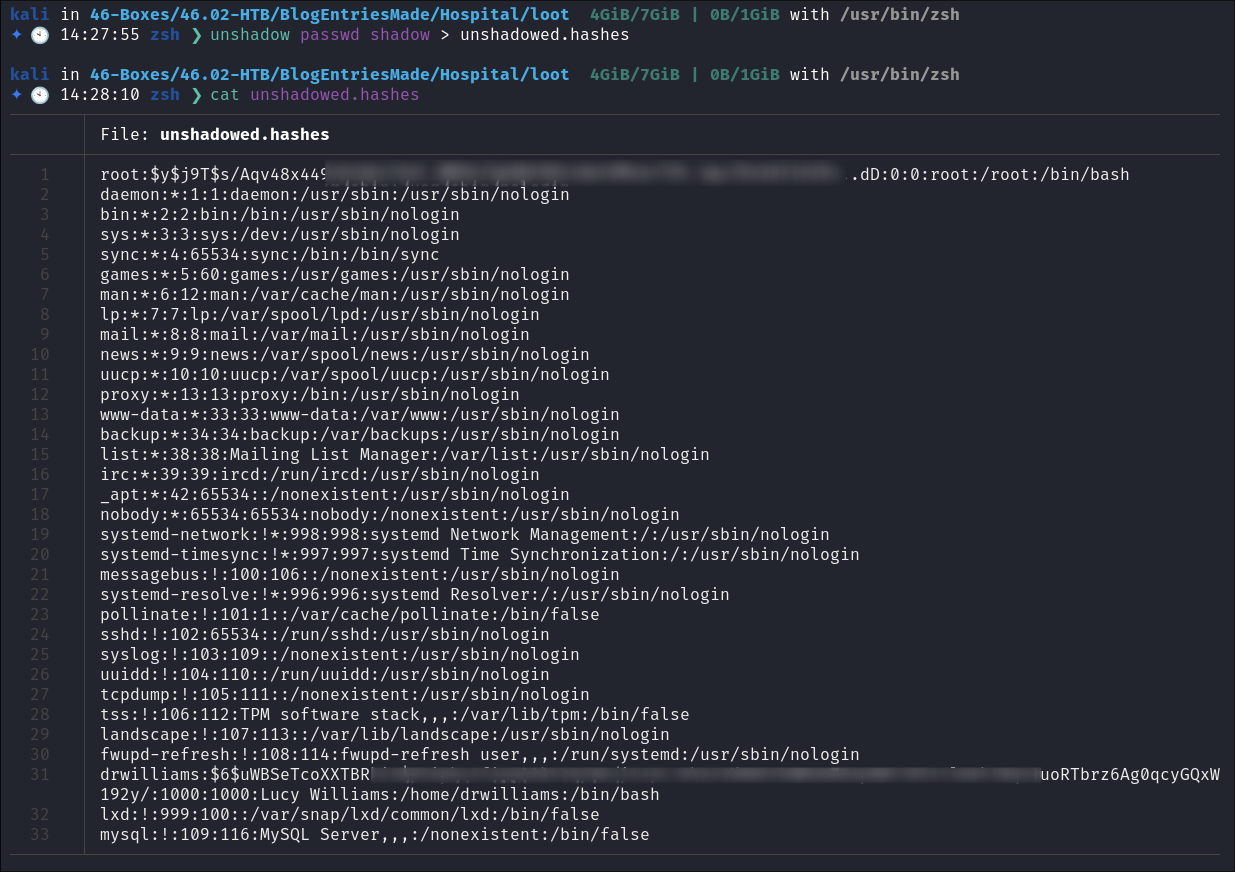 kali in 46-Boxes/46.02-HTB/BlogEntriesMade/Hospital/loot 4GiB/7GiB | 0B/1GiB with /usr/bin/zsh
✦ 🕙 14:27:55 zsh ❯ unshadow passwd shadow > unshadowed.hashes
kali in 46-Boxes/46.02-HTB/BlogEntriesMade/Hospital/loot 4GiB/7GiB | 0B/1GiB with /usr/bin/zsh
✦ 🕙 14:28:10 zsh ❯ cat unshadowed.hashes
File: unshadowed.hashes
1 root:$y$j9T$s/Aqv48x449 .dD:0:0:root:/root:/bin/bash
2 daemon:*:1:1:daemon:/usr/sbin:/usr/sbin/nologin
3 bin:*:2:2:bin:/bin:/usr/sbin/nologin
4 sys:*:3:3:sys:/dev:/usr/sbin/nologin
5 sync:*:4:65534:sync:/bin:/bin/sync
6 games:*:5:60:games:/usr/games:/usr/sbin/nologin
7 man:*:6:12:man:/var/cache/man:/usr/sbin/nologin
8 lp:*:7:7:lp:/var/spool/lpd:/usr/sbin/nologin
9 mail:*:8:8:mail:/var/mail:/usr/sbin/nologin
10 news:*:9:9:news:/var/spool/news:/usr/sbin/nologin
11 uucp:*:10:10:uucp:/var/spool/uucp:/usr/sbin/nologin
12 proxy:*:13:13:proxy:/bin:/usr/sbin/nologin
13 www-data:*:33:33:www-data:/var/www:/usr/sbin/nologin
14 backup:*:34:34:backup:/var/backups:/usr/sbin/nologin
15 list:*:38:38:Mailing List Manager:/var/list:/usr/sbin/nologin
16 irc:*:39:39:ircd:/run/ircd:/usr/sbin/nologin
17 _apt:*:42:65534::/nonexistent:/usr/sbin/nologin
18 nobody:*:65534:65534:nobody:/nonexistent:/usr/sbin/nologin
19 systemd-network:!*:998:998:systemd Network Management:/:/usr/sbin/nologin
20 systemd-timesync:!*:997:997:systemd Time Synchronization:/:/usr/sbin/nologin
21 messagebus:!:100:106::/nonexistent:/usr/sbin/nologin
22 systemd-resolve:!*:996:996:systemd Resolver:/:/usr/sbin/nologin
23 pollinate:!:101:1::/var/cache/pollinate:/bin/false
24 sshd:!:102:65534::/run/sshd:/usr/sbin/nologin
25 syslog:!:103:109::/nonexistent:/usr/sbin/nologin
26 uuidd:!:104:110::/run/uuidd:/usr/sbin/nologin
27 tcpdump:!:105:111::/nonexistent:/usr/sbin/nologin
28 tss:!:106:112:TPM software stack,,,:/var/lib/tpm:/bin/false
29 landscape:!:107:113::/var/lib/landscape:/usr/sbin/nologin
30 fwupd-refresh:!:108:114:fwupd-refresh user,,,:/run/systemd:/usr/sbin/nologin
31 drwilliams:$6$uWBSeTcoXXTBR uoRTbrz6Ag0qcyGQxW
192y/:1000:1000:Lucy Williams:/home/drwilliams:/bin/bash
32 lxd:!:999:100::/var/snap/lxd/common/lxd:/bin/false
33 mysql:!:109:116:MySQL Server,,,:/nonexistent:/bin/false